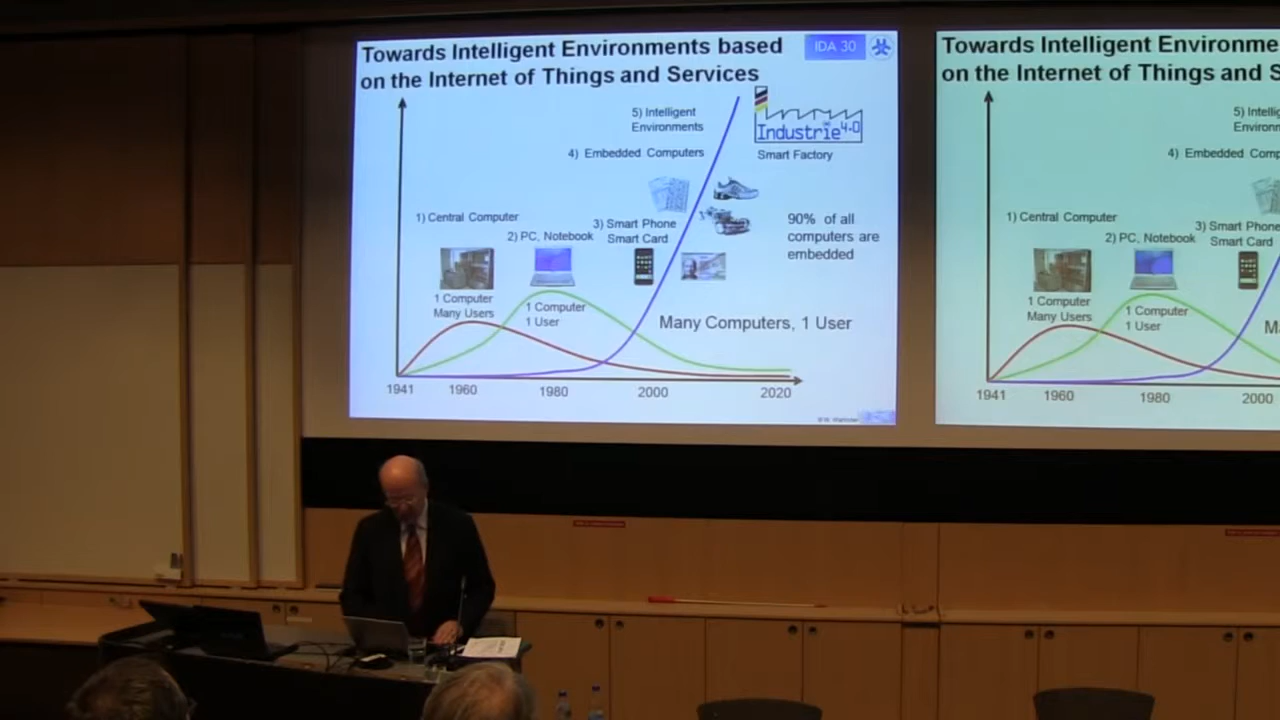 Towards Intelligent Environments based
on the Internet of Things and Services
IDA 30
5) Intelligent
Environments
Industrie 4.0
4) Embedded Computers
Smart Factory
1) Central Computer
3) Smart Phone
Smart Card
2) PC, Notebook
90% of all
computers are
embedded
1 Computer
Many Users
1 Computer
1 User
Many Computers, 1 User
1941
1960
1980
2000
2020
Towards Intelligent Environme
on the Internet of Things and S
5) Intellig
Environm
4) Embedded Comp
1) Central Computer
3) Smart Phone
Smart Card
2) PC, Notebook
1 Computer
Many Users
1 Computer
1 User
Ma
1941
1960
1980
2000